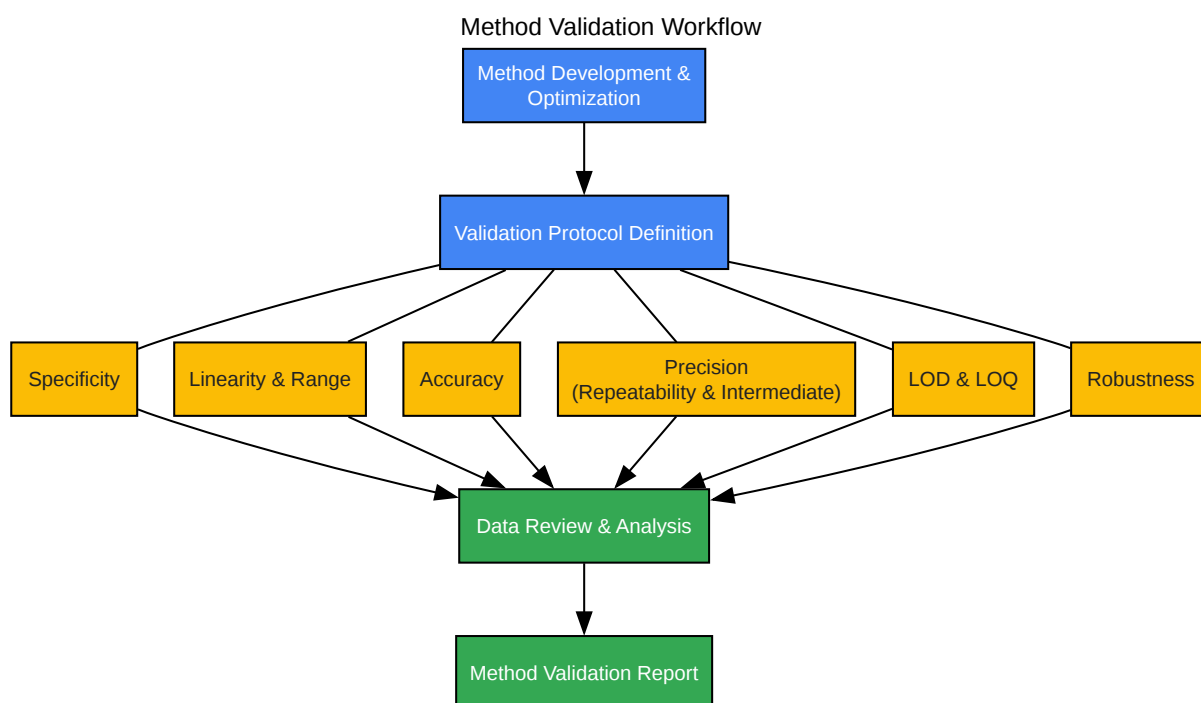 Method Validation Workflow
Method Development &
Optimization
Validation Protocol Definition
Specificity
Linearity & Range
Accuracy
Precision
(Repeatability & Intermediate)
LOD & LOQ
Robustness
Data Review & Analysis
Method Validation Report